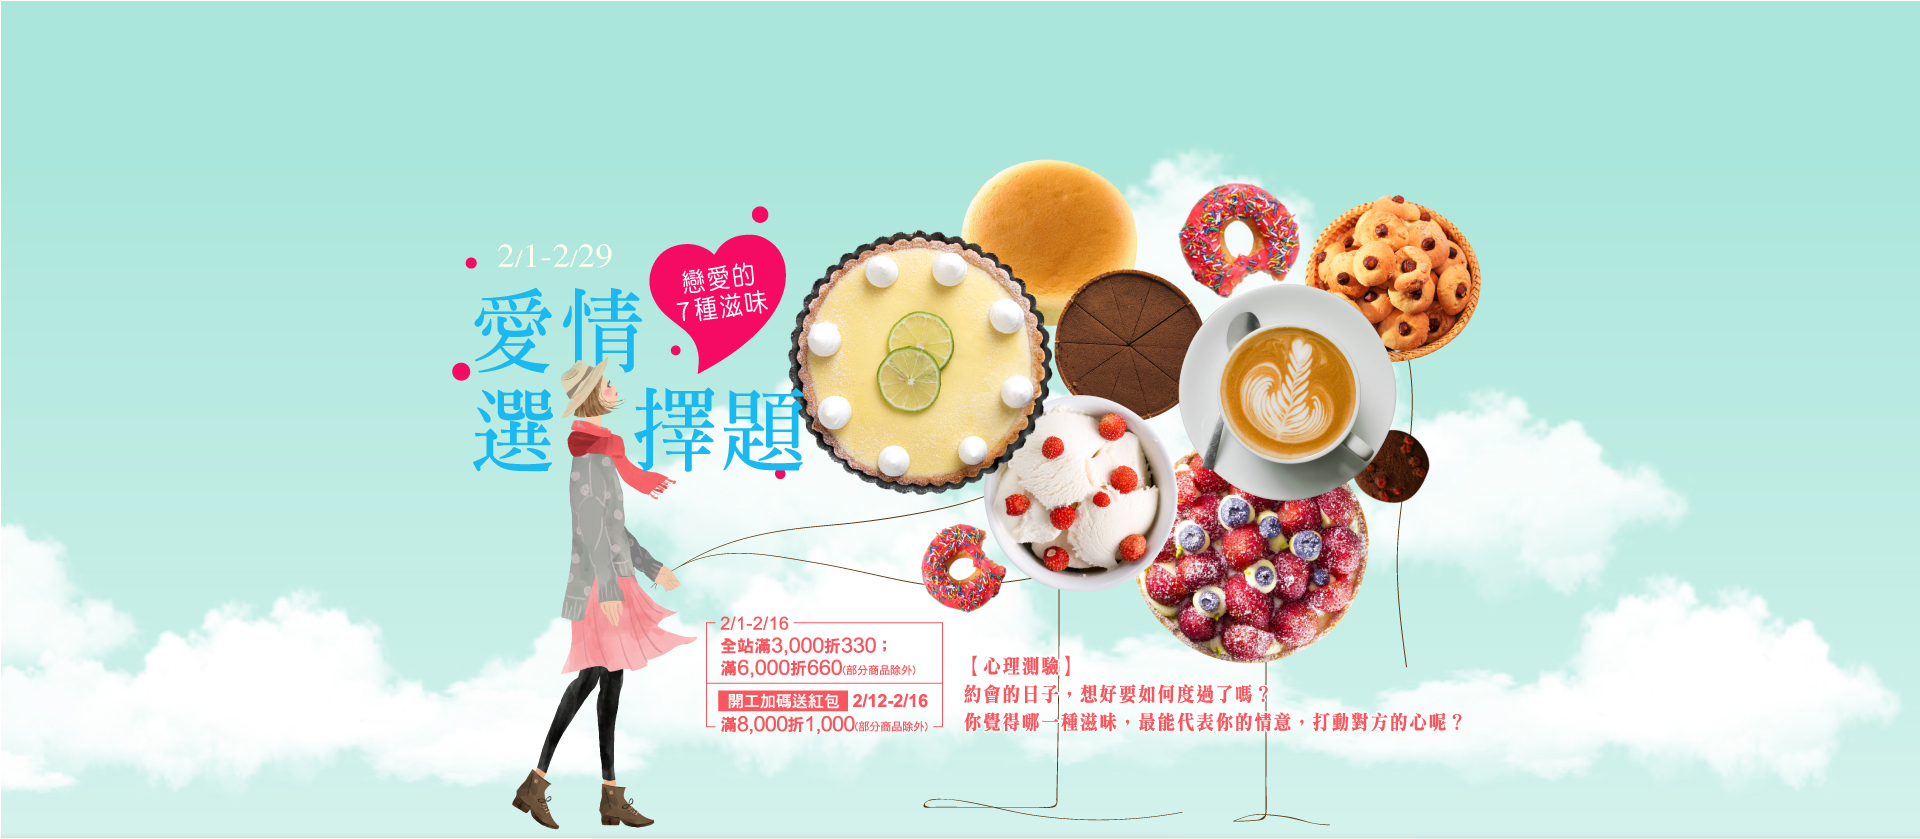 2/1-2/29
戀愛的
7種滋味
愛情
選擇題
2/1-2/16
全站滿3,000折330；
滿6,000折660(部分商品除外)
開工加碼送紅包 2/12-2/16
滿8,000折1,000(部分商品除外)
【心理測驗】
約會的日子，想好要如何度過了嗎？
你覺得哪一種滋味，最能代表你的情意，打動對方的心呢？